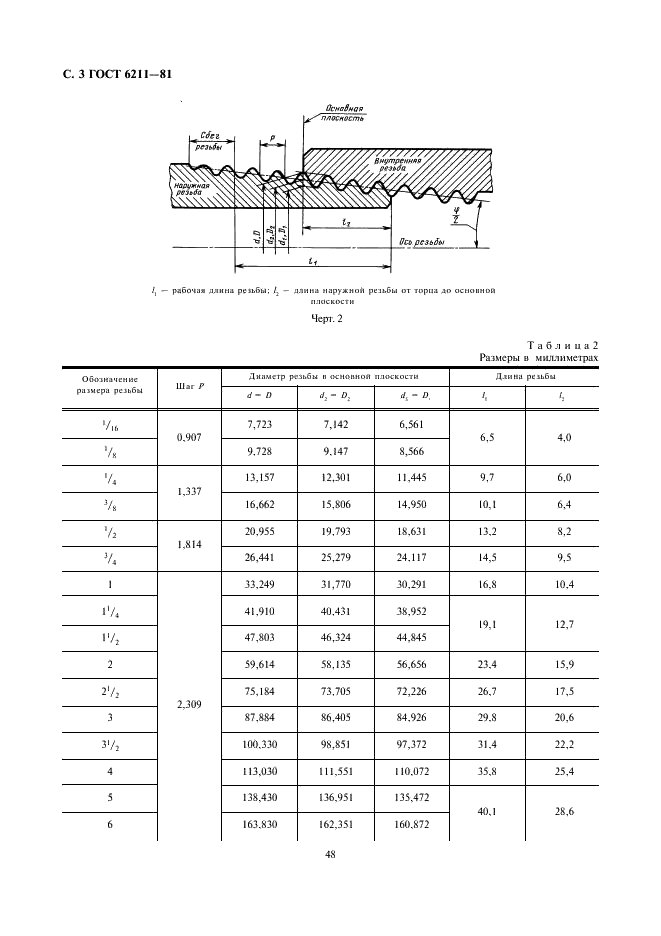 С. 3 ГОСТ 6211—81
Основная
плоскость
Сбег
резьбы
P
Внутренняя
резьба
Наружная
резьба
d,D
d₂,D₂
d₁,D₁
l₂
φ/2
Ось резьбы
l₁
l₁ — рабочая длина резьбы; l₂ — длина наружной резьбы от торца до основной
плоскости
Черт. 2
Таблица 2
Размеры в миллиметрах
Обозначение размера резьбы | Шаг P | Диаметр резьбы в основной плоскости | Длина резьбы
d = D | d₂ = D₂ | d₁ = D₁ | l₁ | l₂
1/16 | 0,907 | 7,723 | 7,142 | 6,561 | 6,5 | 4,0
1/8 | 9,728 | 9,147 | 8,566
1/4 | 1,337 | 13,157 | 12,301 | 11,445 | 9,7 | 6,0
3/8 | 16,662 | 15,806 | 14,950 | 10,1 | 6,4
1/2 | 1,814 | 20,955 | 19,793 | 18,631 | 13,2 | 8,2
3/4 | 26,441 | 25,279 | 24,117 | 14,5 | 9,5
1 | 2,309 | 33,249 | 31,770 | 30,291 | 16,8 | 10,4
1 1/4 | 41,910 | 40,431 | 38,952 | 19,1 | 12,7
1 1/2 | 47,803 | 46,324 | 44,845
2 | 59,614 | 58,135 | 56,656 | 23,4 | 15,9
2 1/2 | 75,184 | 73,705 | 72,226 | 26,7 | 17,5
3 | 87,884 | 86,405 | 84,926 | 29,8 | 20,6
3 1/2 | 100,330 | 98,851 | 97,372 | 31,4 | 22,2
4 | 113,030 | 111,551 | 110,072 | 35,8 | 25,4
5 | 138,430 | 136,951 | 135,472 | 40,1 | 28,6
6 | 163,830 | 162,351 | 160,872
48